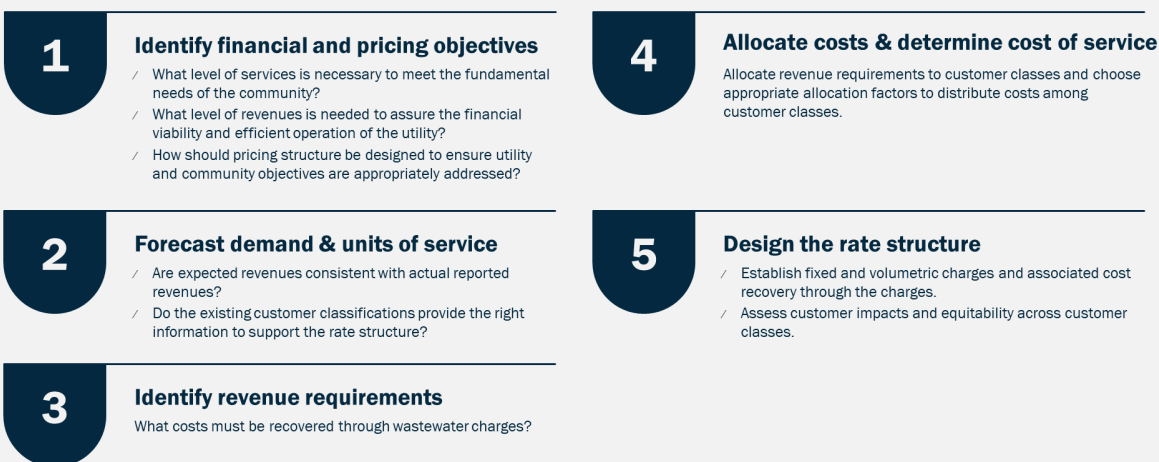 1
Identify financial and pricing objectives
What level of services is necessary to meet the fundamental
needs of the community?
What level of revenues is needed to assure the financial
viability and efficient operation of the utility?
How should pricing structure be designed to ensure utility
and community objectives are appropriately addressed?
2
Forecast demand & units of service
Are expected revenues consistent with actual reported
revenues?
Do the existing customer classifications provide the right
information to support the rate structure?
3
Identify revenue requirements
What costs must be recovered through wastewater charges?
4
Allocate costs & determine cost of service
Allocate revenue requirements to customer classes and choose
appropriate allocation factors to distribute costs among
customer classes.
5
Design the rate structure
Establish fixed and volumetric charges and associated cost
recovery through the charges.
Assess customer impacts and equitability across customer
classes.